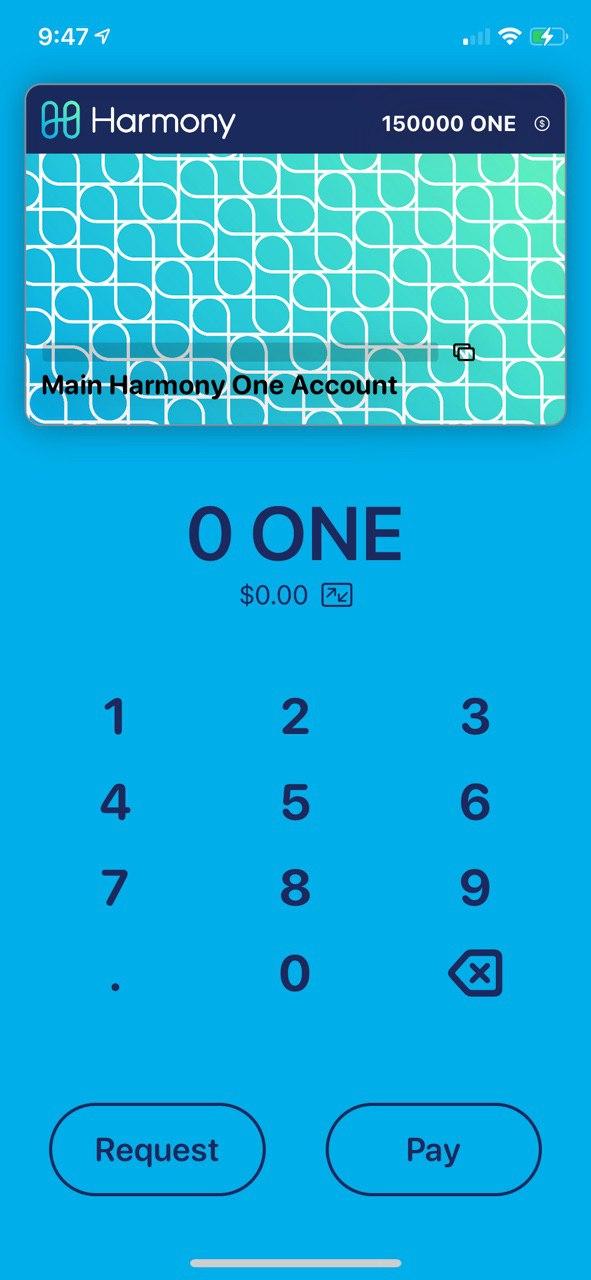 9:47
Harmony
150000 ONE
Main Harmony One Account
0 ONE
$0.00
1 2 3
4 5 6
7 8 9
. 0
Request Pay